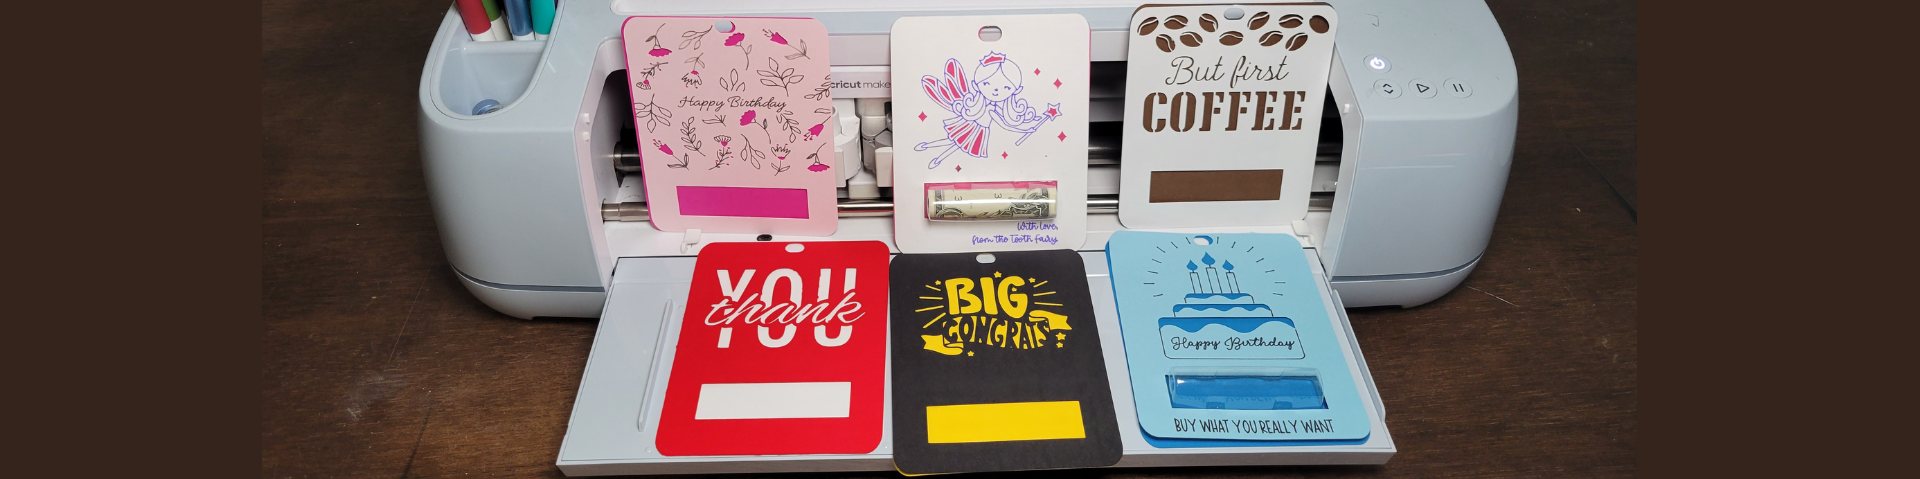 Happy Birthday
cricut make
With love,
from the Tooth Fairy
But first
COFFEE
YOU
thank
BIG
CONGRATS
Happy Birthday
BUY WHAT YOU REALLY WANT